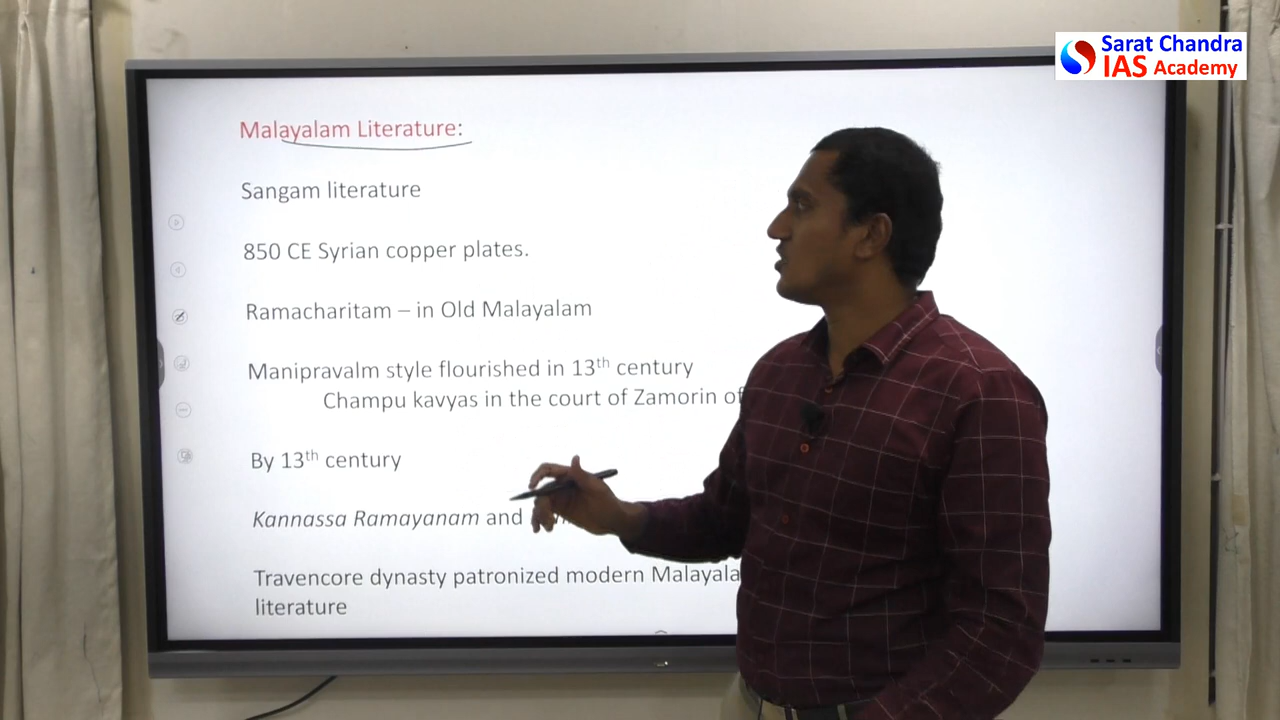 Sarat Chandra
IAS Academy
Malayalam Literature:
Sangam literature
850 CE Syrian copper plates.
Ramacharitam – in Old Malayalam
Manipravalm style flourished in 13th century
Champu kavyas in the court of Zamorin of
By 13th century
Kannassa Ramayanam and
Travencore dynasty patronized modern Malayala
literature